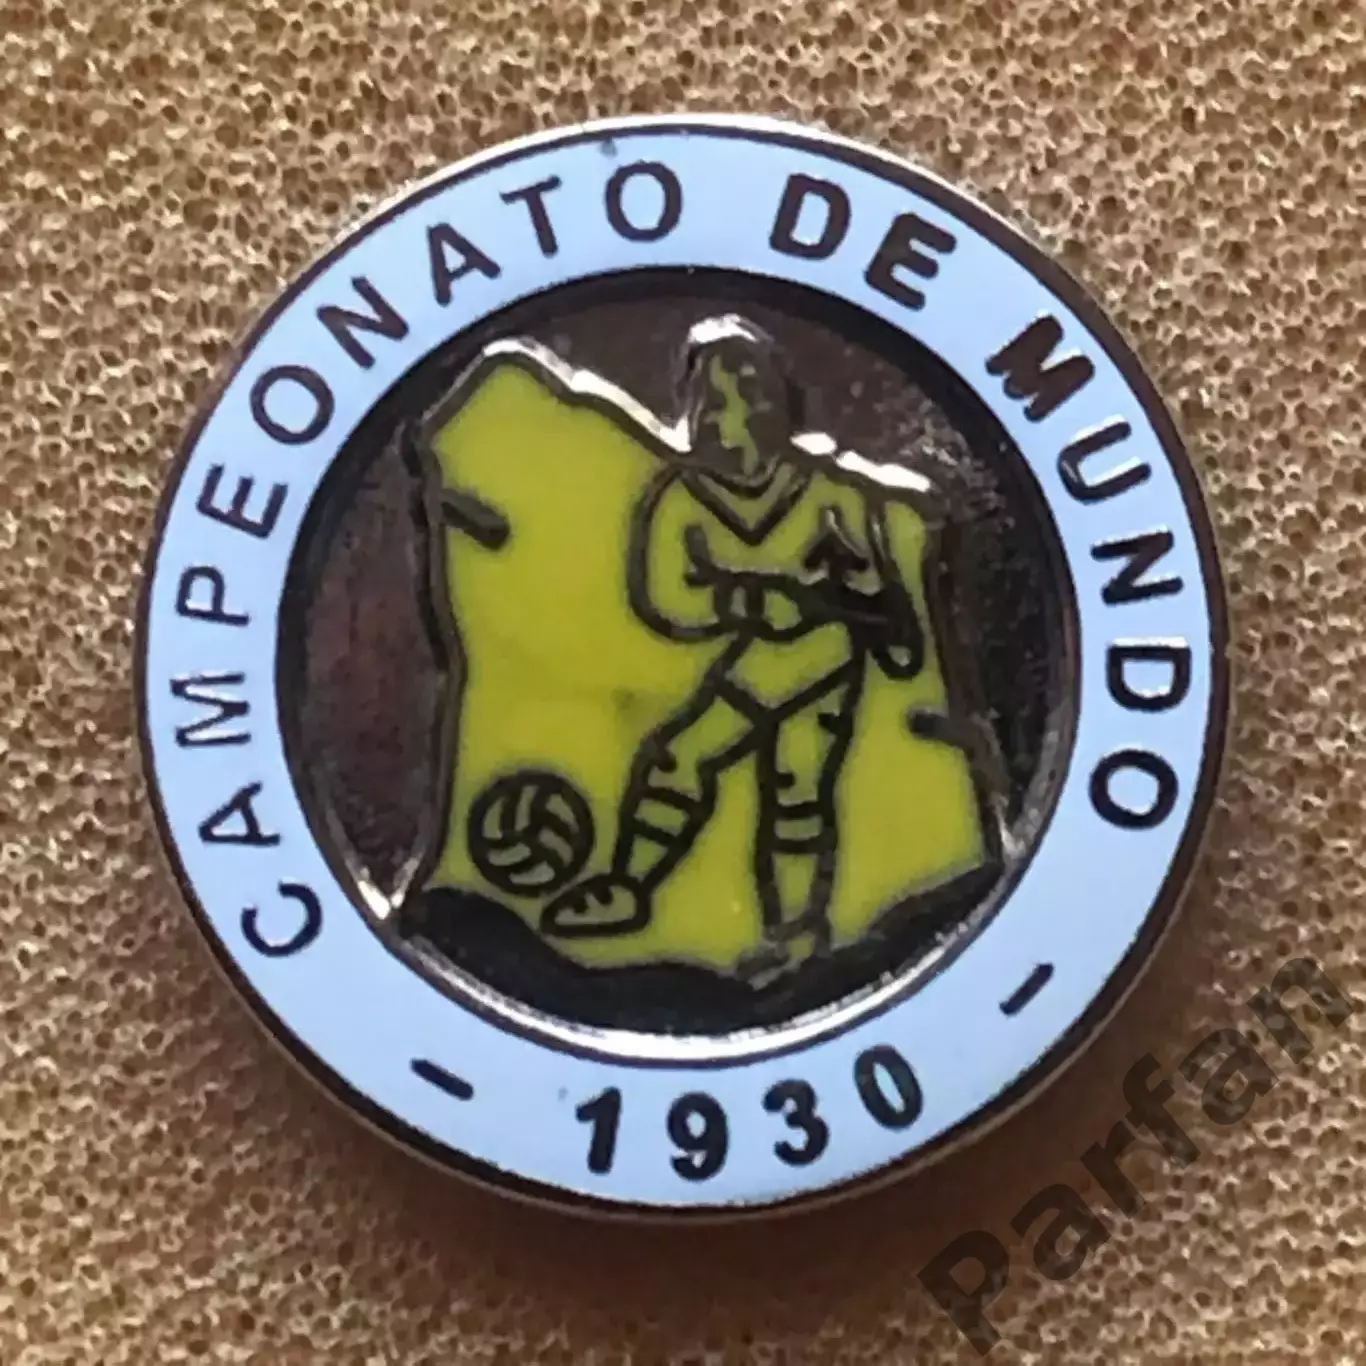 CAMPEONATO DE MUNDO
- 1930 -
Parfan